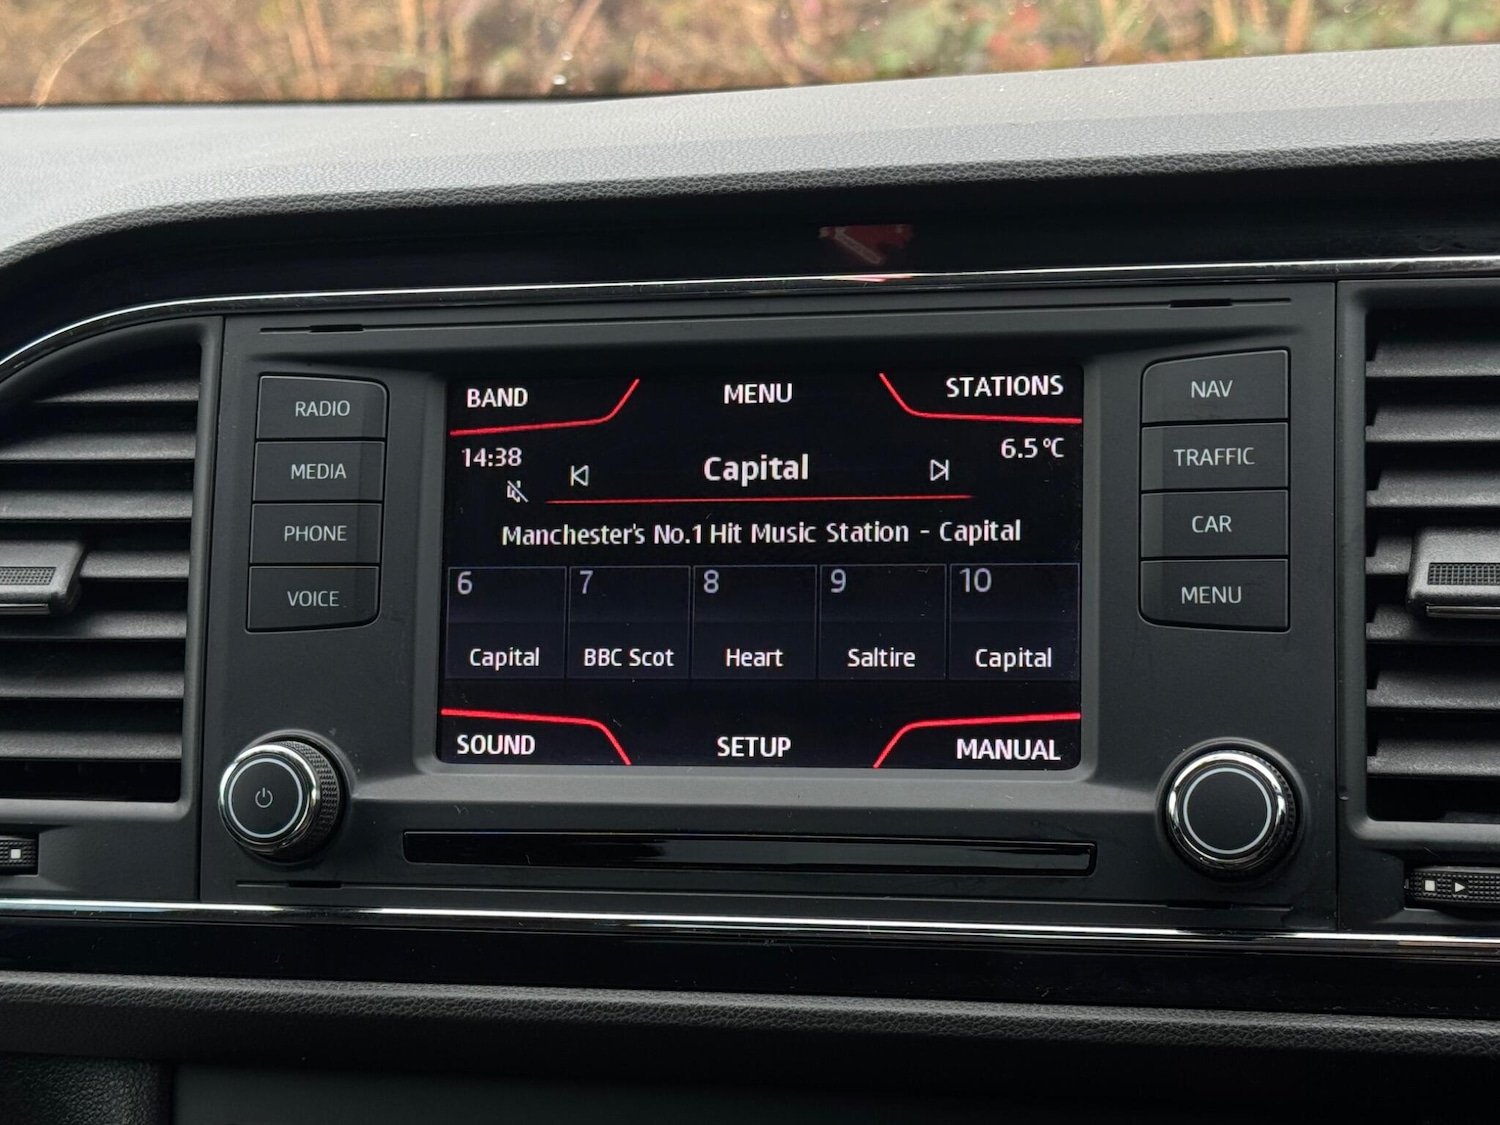 BAND MENU STATIONS
14:38 Capital 6.5°C
Manchester's No.1 Hit Music Station - Capital
6 7 8 9 10
Capital BBC Scot Heart Saltire Capital
SOUND SETUP MANUAL
RADIO
MEDIA
PHONE
VOICE
NAV
TRAFFIC
CAR
MENU